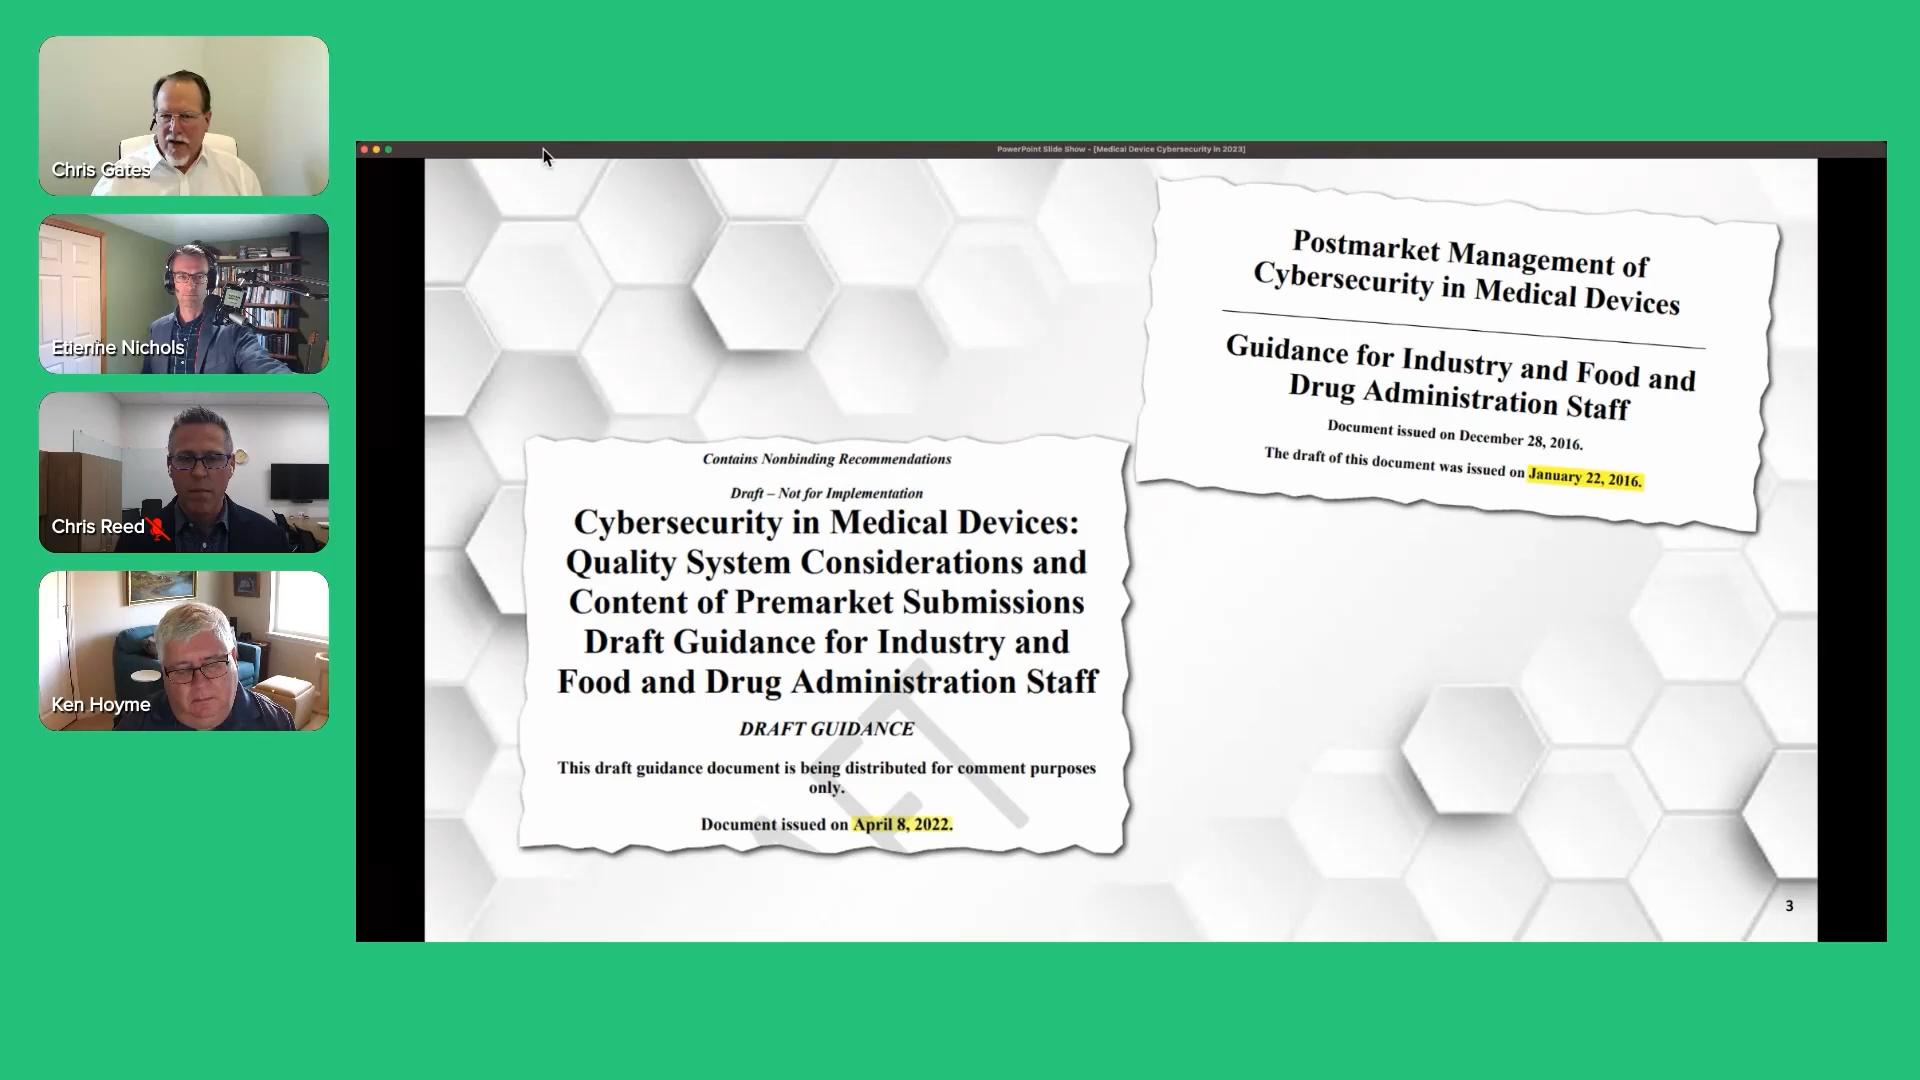 Chris Gates
Etienne Nichols
Chris Reed
Ken Hoyme
PowerPoint Slide Show - [Medical Device Cybersecurity in 2023]
Postmarket Management of
Cybersecurity in Medical Devices
Guidance for Industry and Food and
Drug Administration Staff
Document issued on December 28, 2016.
The draft of this document was issued on January 22, 2016.
Contains Nonbinding Recommendations
Draft – Not for Implementation
Cybersecurity in Medical Devices:
Quality System Considerations and
Content of Premarket Submissions
Draft Guidance for Industry and
Food and Drug Administration Staff
DRAFT GUIDANCE
This draft guidance document is being distributed for comment purposes
only.
Document issued on April 8, 2022.
3